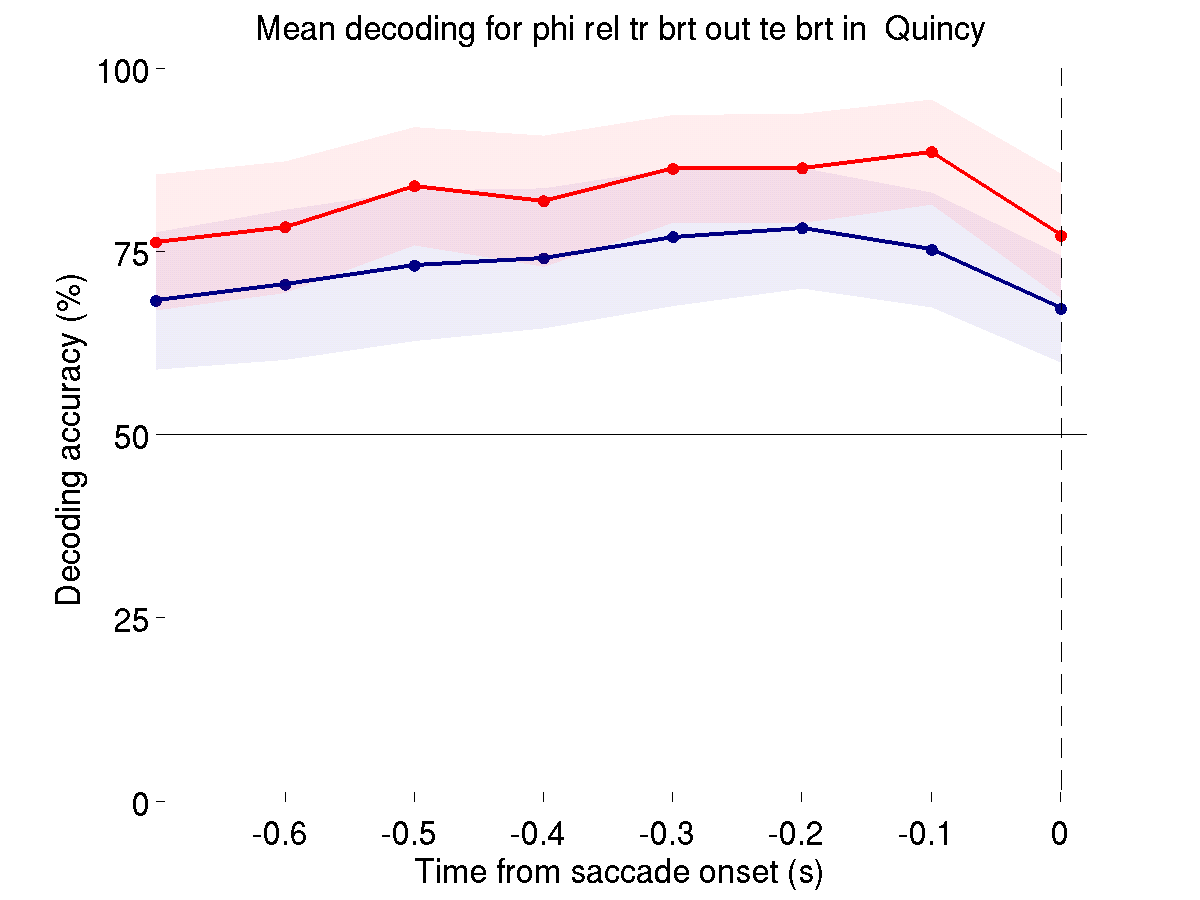 Mean decoding for phi rel tr brt out te brt in  Quincy
100
75
50
25
0
Decoding accuracy (%)
-0.6 -0.5 -0.4 -0.3 -0.2 -0.1 0
Time from saccade onset (s)